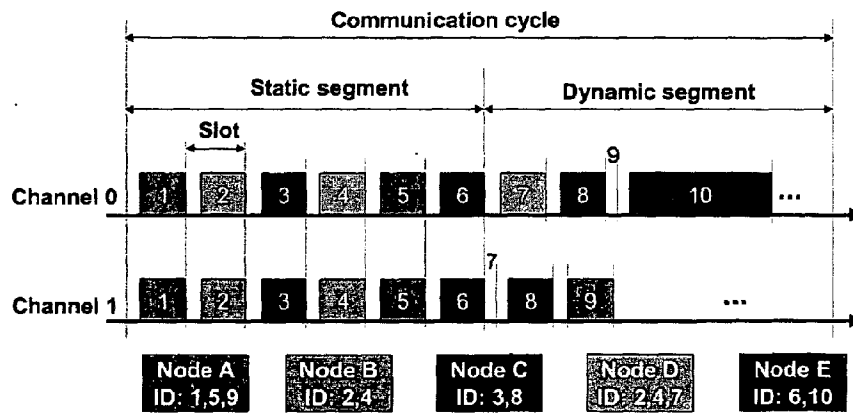 Communication cycle
Static segment
Dynamic segment
Slot
9
Channel 0
1 2 3 4 5 6 7 8 10 ...
7
Channel 1
1 2 3 4 5 6 8 9 ...
Node A Node B Node C Node D Node E
ID: 1,5,9 ID: 2,4 ID: 3,8 ID: 2,4,7 ID: 6,10